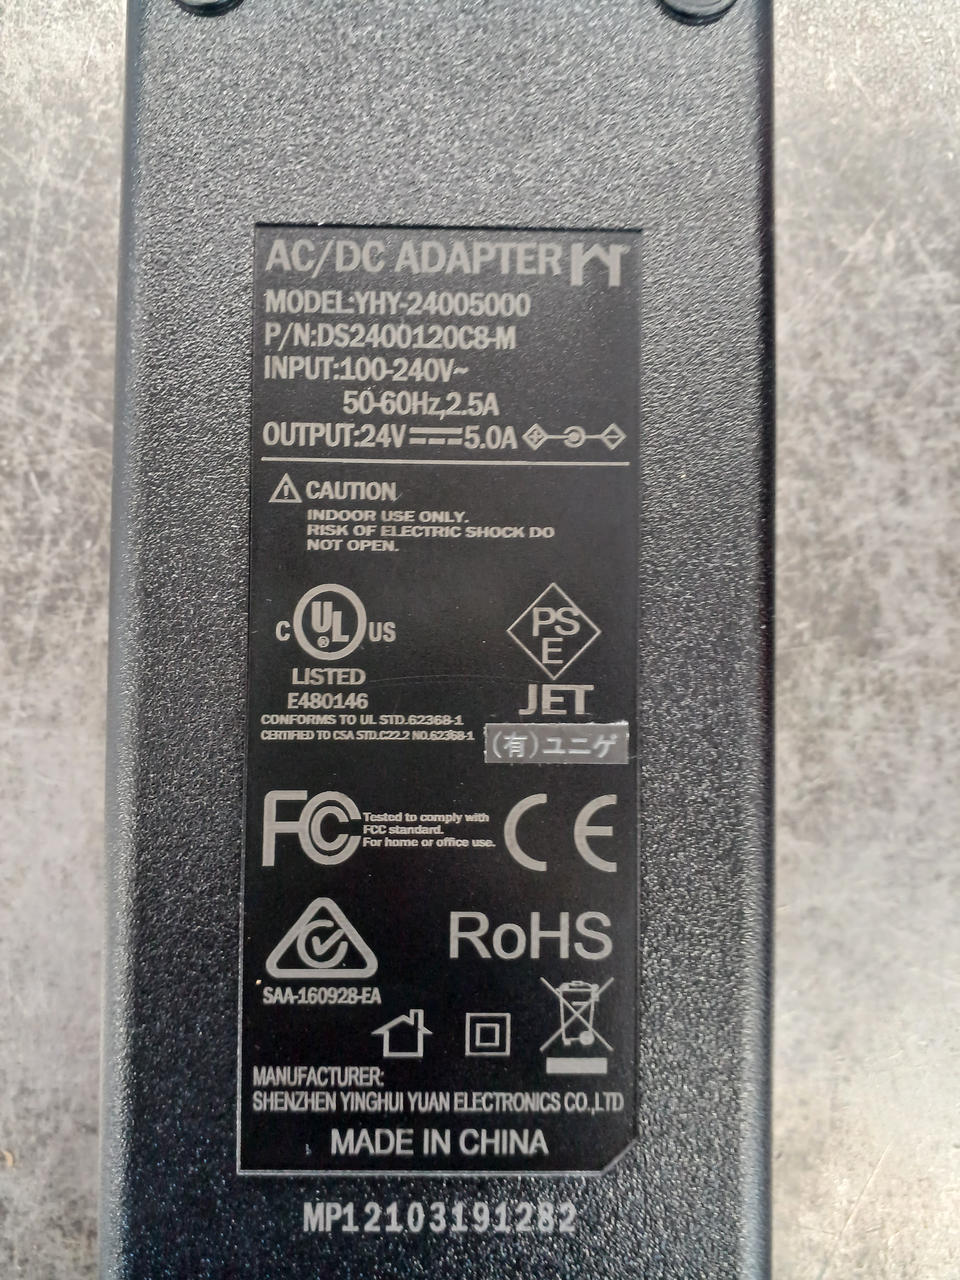 AC/DC ADAPTER
MODEL:YHY-24005000
P/N:DS2400120C8-M
INPUT:100-240V~
50-60Hz,2.5A
OUTPUT:24V⎓5.0A
CAUTION
INDOOR USE ONLY.
RISK OF ELECTRIC SHOCK DO
NOT OPEN.
C UL US
®
LISTED
E480146
CONFORMS TO UL STD.62368-1
CERTIFIED TO CSA STD.C22.2 NO.62368-1
PS
E
JET
(有)ユニゲ
FC Tested to comply with
FCC standard.
For home or office use.
CE
RoHS
SAA-160928-EA
MANUFACTURER:
SHENZHEN YINGHUI YUAN ELECTRONICS CO.,LTD
MADE IN CHINA
MP12103191282